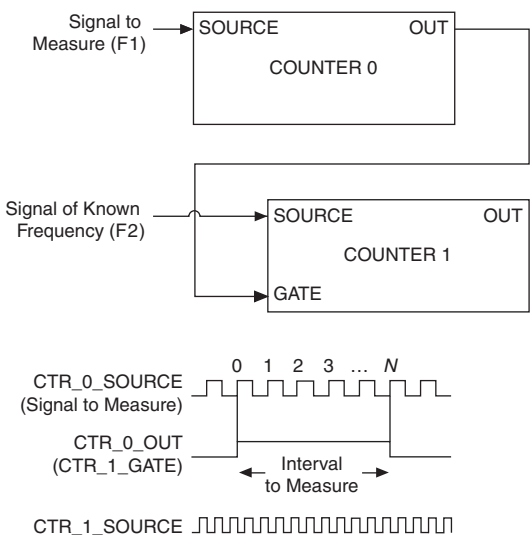 Signal to
Measure (F1)
SOURCE OUT
COUNTER 0
Signal of Known
Frequency (F2)
SOURCE OUT
COUNTER 1
GATE
0 1 2 3 … N
CTR_0_SOURCE
(Signal to Measure)
CTR_0_OUT
(CTR_1_GATE)
Interval
to Measure
CTR_1_SOURCE